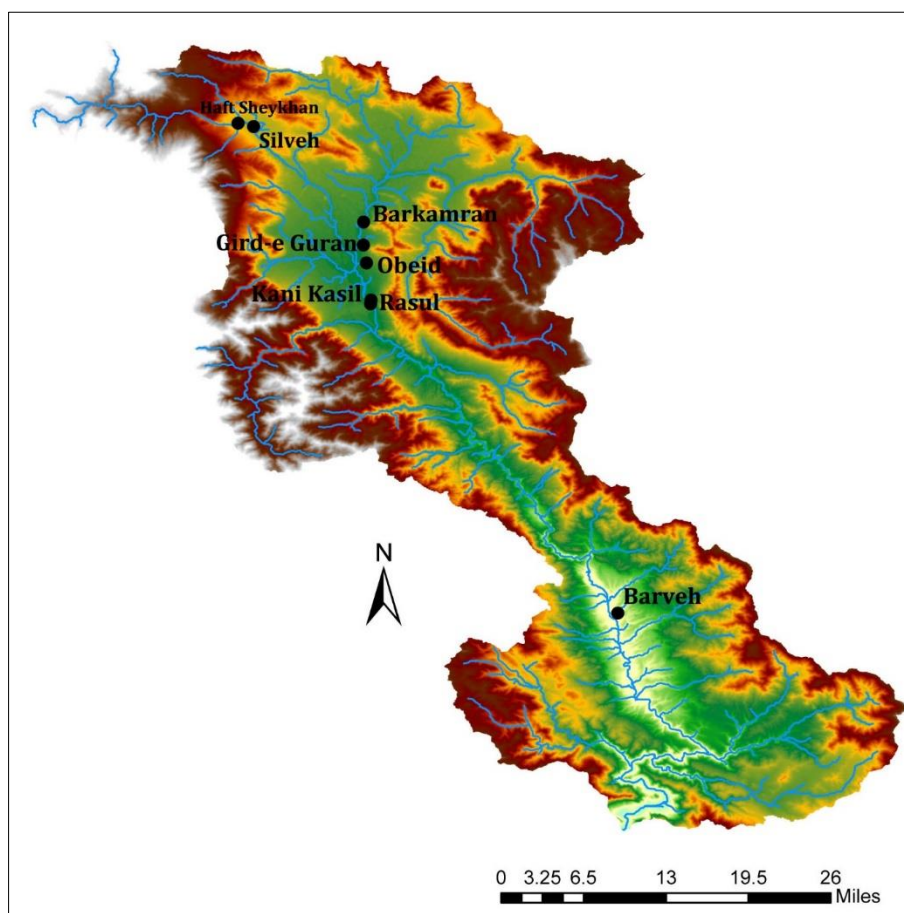 Haft Sheykhan
Silveh
Barkamran
Gird-e Guran
Obeid
Kani Kasil
Rasul
N
Barveh
0 3.25 6.5 13 19.5 26
Miles